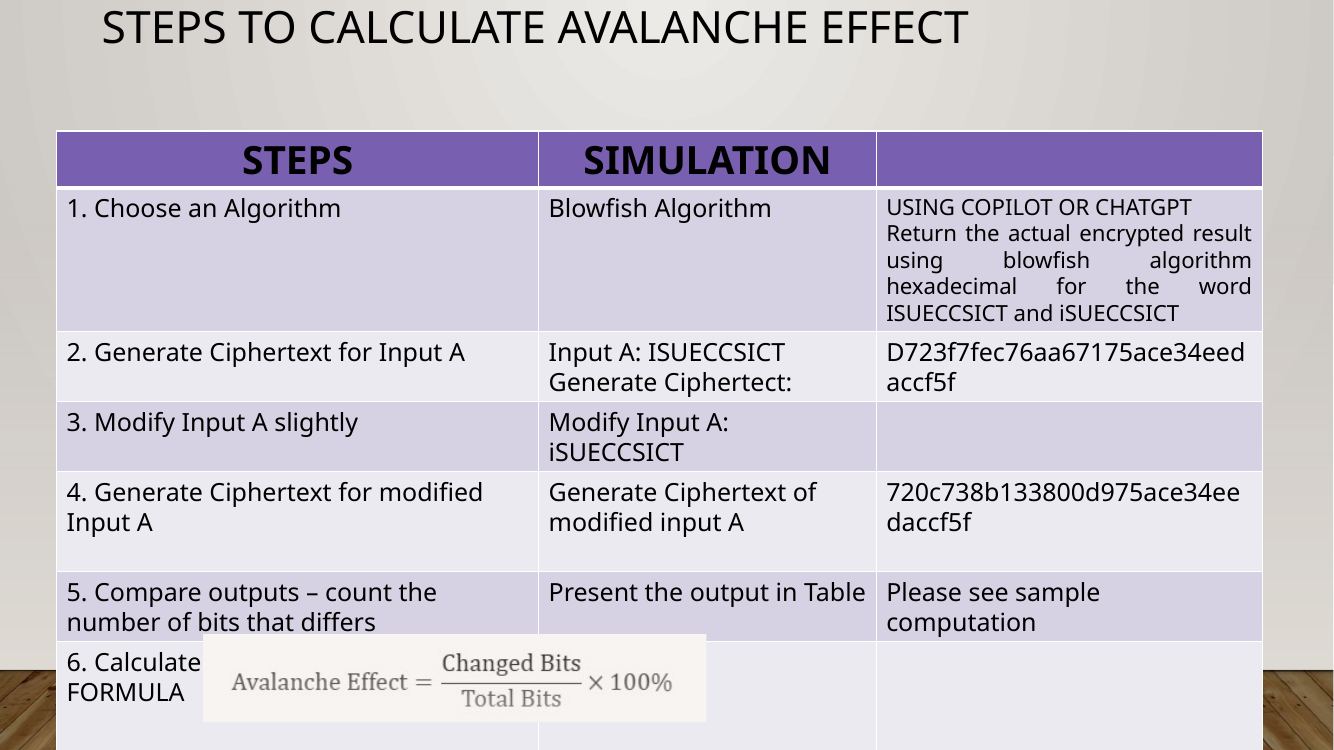 STEPS TO CALCULATE AVALANCHE EFFECT
STEPS
SIMULATION
1. Choose an Algorithm
Blowfish Algorithm
USING COPILOT OR CHATGPT
Return the actual encrypted result
using blowfish algorithm
hexadecimal for the word
ISUECCSICT and iSUECCSICT
2. Generate Ciphertext for Input A
Input A: ISUECCSICT
Generate Ciphertect:
D723f7fec76aa67175ace34eed
accf5f
3. Modify Input A slightly
Modify Input A:
iSUECCSICT
4. Generate Ciphertext for modified
Input A
Generate Ciphertext of
modified input A
720c738b133800d975ace34ee
daccf5f
5. Compare outputs – count the
number of bits that differs
Present the output in Table
Please see sample
computation
6. Calculate
FORMULA
Avalanche Effect = Changed Bits / Total Bits × 100%